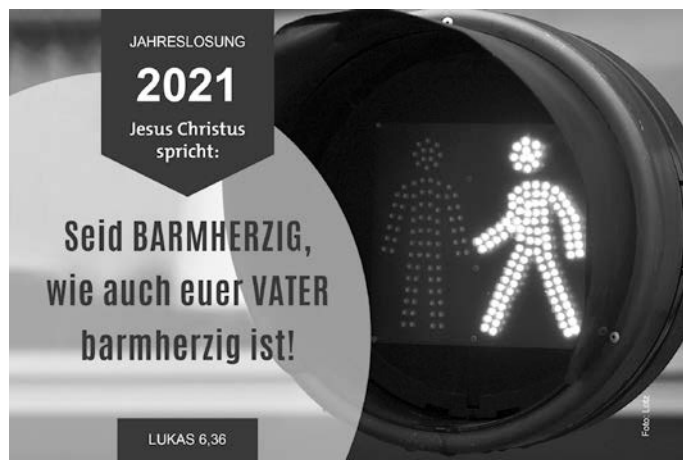 JAHRESLOSUNG
2021
Jesus Christus
spricht:
Seid BARMHERZIG,
wie auch euer VATER
barmherzig ist!
LUKAS 6,36
Foto: Lotz